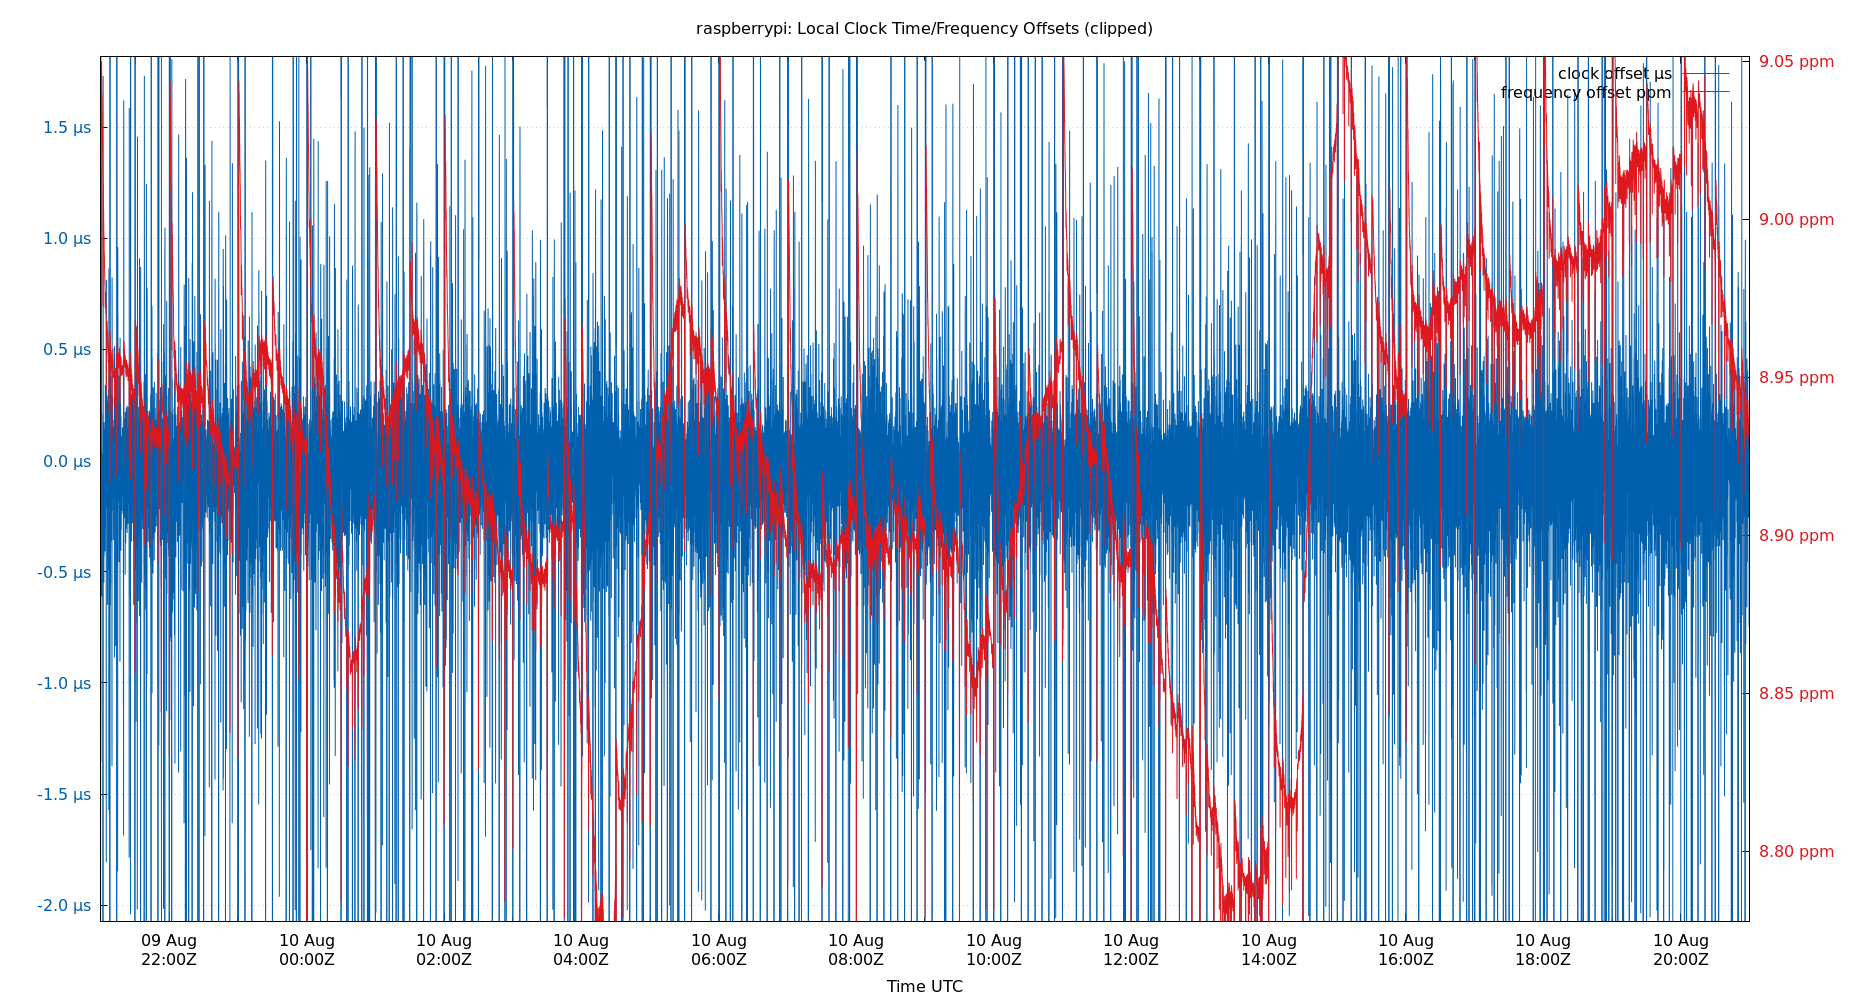 raspberrypi: Local Clock Time/Frequency Offsets (clipped)
clock offset µs
frequency offset ppm
1.5 µs
1.0 µs
0.5 µs
0.0 µs
-0.5 µs
-1.0 µs
-1.5 µs
-2.0 µs
9.05 ppm
9.00 ppm
8.95 ppm
8.90 ppm
8.85 ppm
8.80 ppm
09 Aug 10 Aug 10 Aug 10 Aug 10 Aug 10 Aug 10 Aug 10 Aug 10 Aug 10 Aug 10 Aug 10 Aug
22:00Z 00:00Z 02:00Z 04:00Z 06:00Z 08:00Z 10:00Z 12:00Z 14:00Z 16:00Z 18:00Z 20:00Z
Time UTC